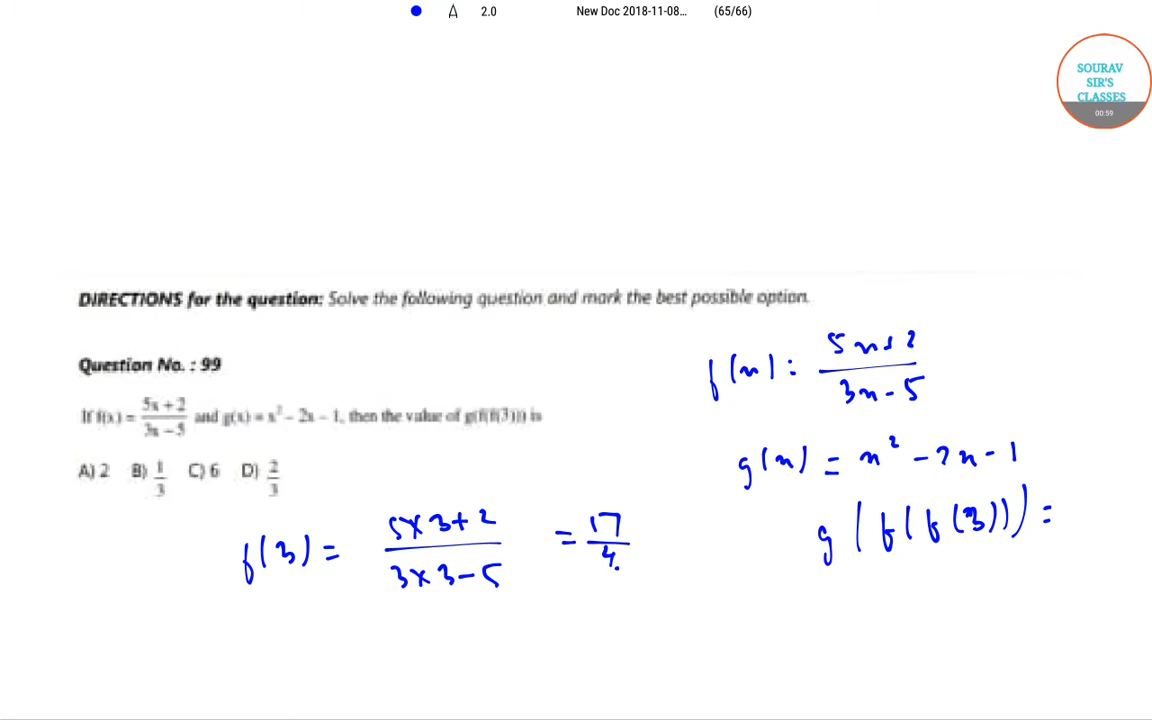 2.0 New Doc 2018-11-08... (65/66)
SOURAV
SIR'S
CLASSES
00:59
DIRECTIONS for the question: Solve the following question and mark the best possible option.
Question No. : 99
If f(x) = (5x + 2)/(3x – 5) and g(x) = x² – 2x – 1, then the value of g(f(f(3))) is
A) 2 B) 1/3 C) 6 D) 2/3
f(x) : (5x+2)/(3x-5)
g(x) = x² - 2x - 1
g(f(f(3))) =
f(3) = (5×3+2)/(3×3-5) = 17/4